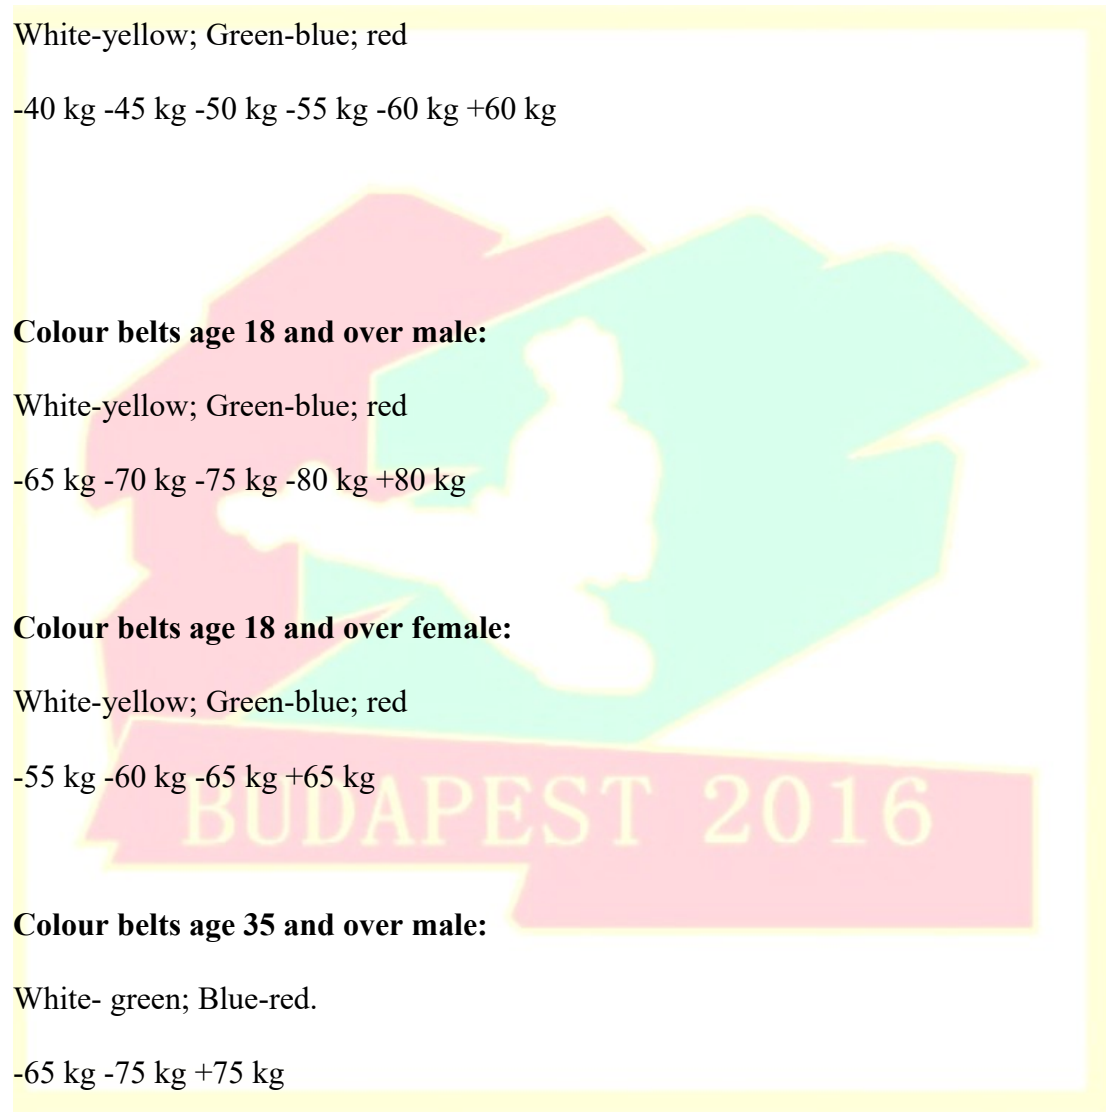 White-yellow; Green-blue; red
-40 kg -45 kg -50 kg -55 kg -60 kg +60 kg
Colour belts age 18 and over male:
White-yellow; Green-blue; red
-65 kg -70 kg -75 kg -80 kg +80 kg
Colour belts age 18 and over female:
White-yellow; Green-blue; red
-55 kg -60 kg -65 kg +65 kg
BUDAPEST 2016
Colour belts age 35 and over male:
White- green; Blue-red.
-65 kg -75 kg +75 kg